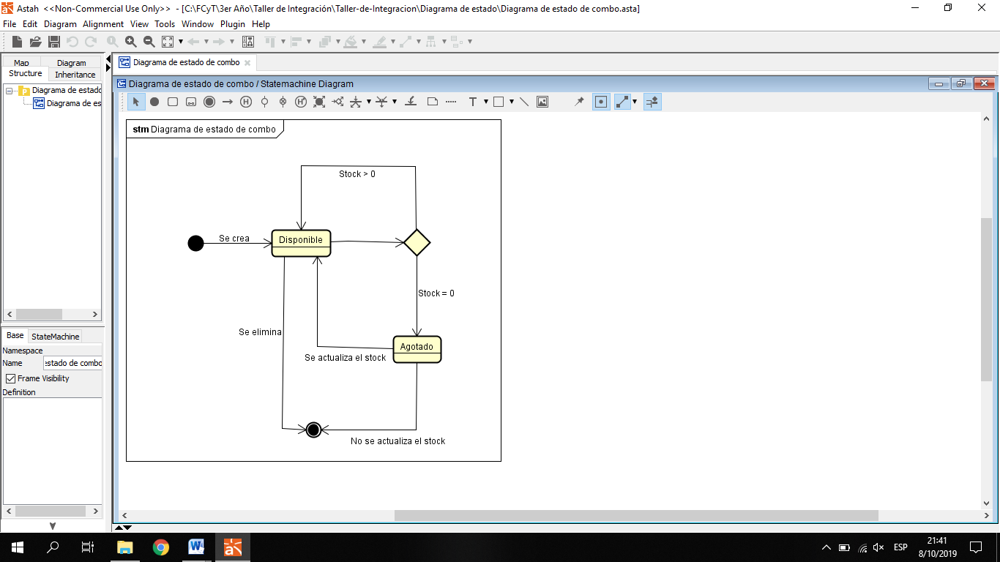 Astah <<Non-Commercial Use Only>> - [C:\FCyT\3er Año\Taller de Integración\Taller-de-Integracion\Diagrama de estado\Diagrama de estado de combo.asta]
File Edit Diagram Alignment View Tools Window Plugin Help
Map Diagram
Structure Inheritance
Diagrama de estado
Diagrama de es
Diagrama de estado de combo
Diagrama de estado de combo / Statemachine Diagram
stm Diagrama de estado de combo
Stock > 0
Se crea
Disponible
Stock = 0
Se elimina
Agotado
Se actualiza el stock
No se actualiza el stock
Base StateMachine
Namespace
Name estado de combo
Frame Visibility
Definition
ESP
21:41
8/10/2019